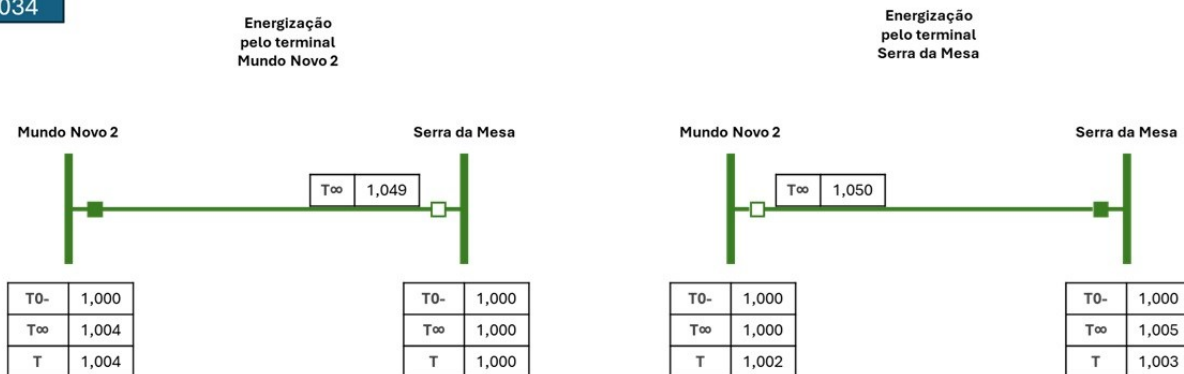 034
Energização
pelo terminal
Mundo Novo 2
Mundo Novo 2
Serra da Mesa
T∞ 1,049
T0- 1,000
T∞ 1,004
T 1,004
T0- 1,000
T∞ 1,000
T 1,000
Energização
pelo terminal
Serra da Mesa
Mundo Novo 2
Serra da Mesa
T∞ 1,050
T0- 1,000
T∞ 1,000
T 1,002
T0- 1,000
T∞ 1,005
T 1,003